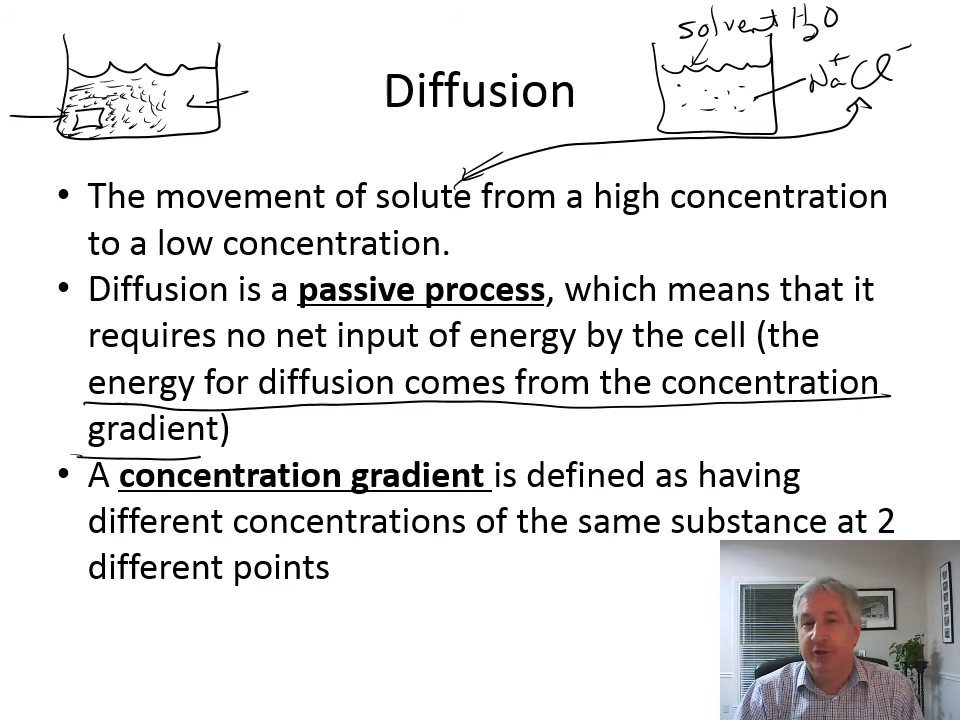 solvent H₂O
Na⁺Cl⁻
Diffusion
• The movement of solute from a high concentration
to a low concentration.
• Diffusion is a passive process, which means that it
requires no net input of energy by the cell (the
energy for diffusion comes from the concentration
gradient)
• A concentration gradient is defined as having
different concentrations of the same substance at 2
different points